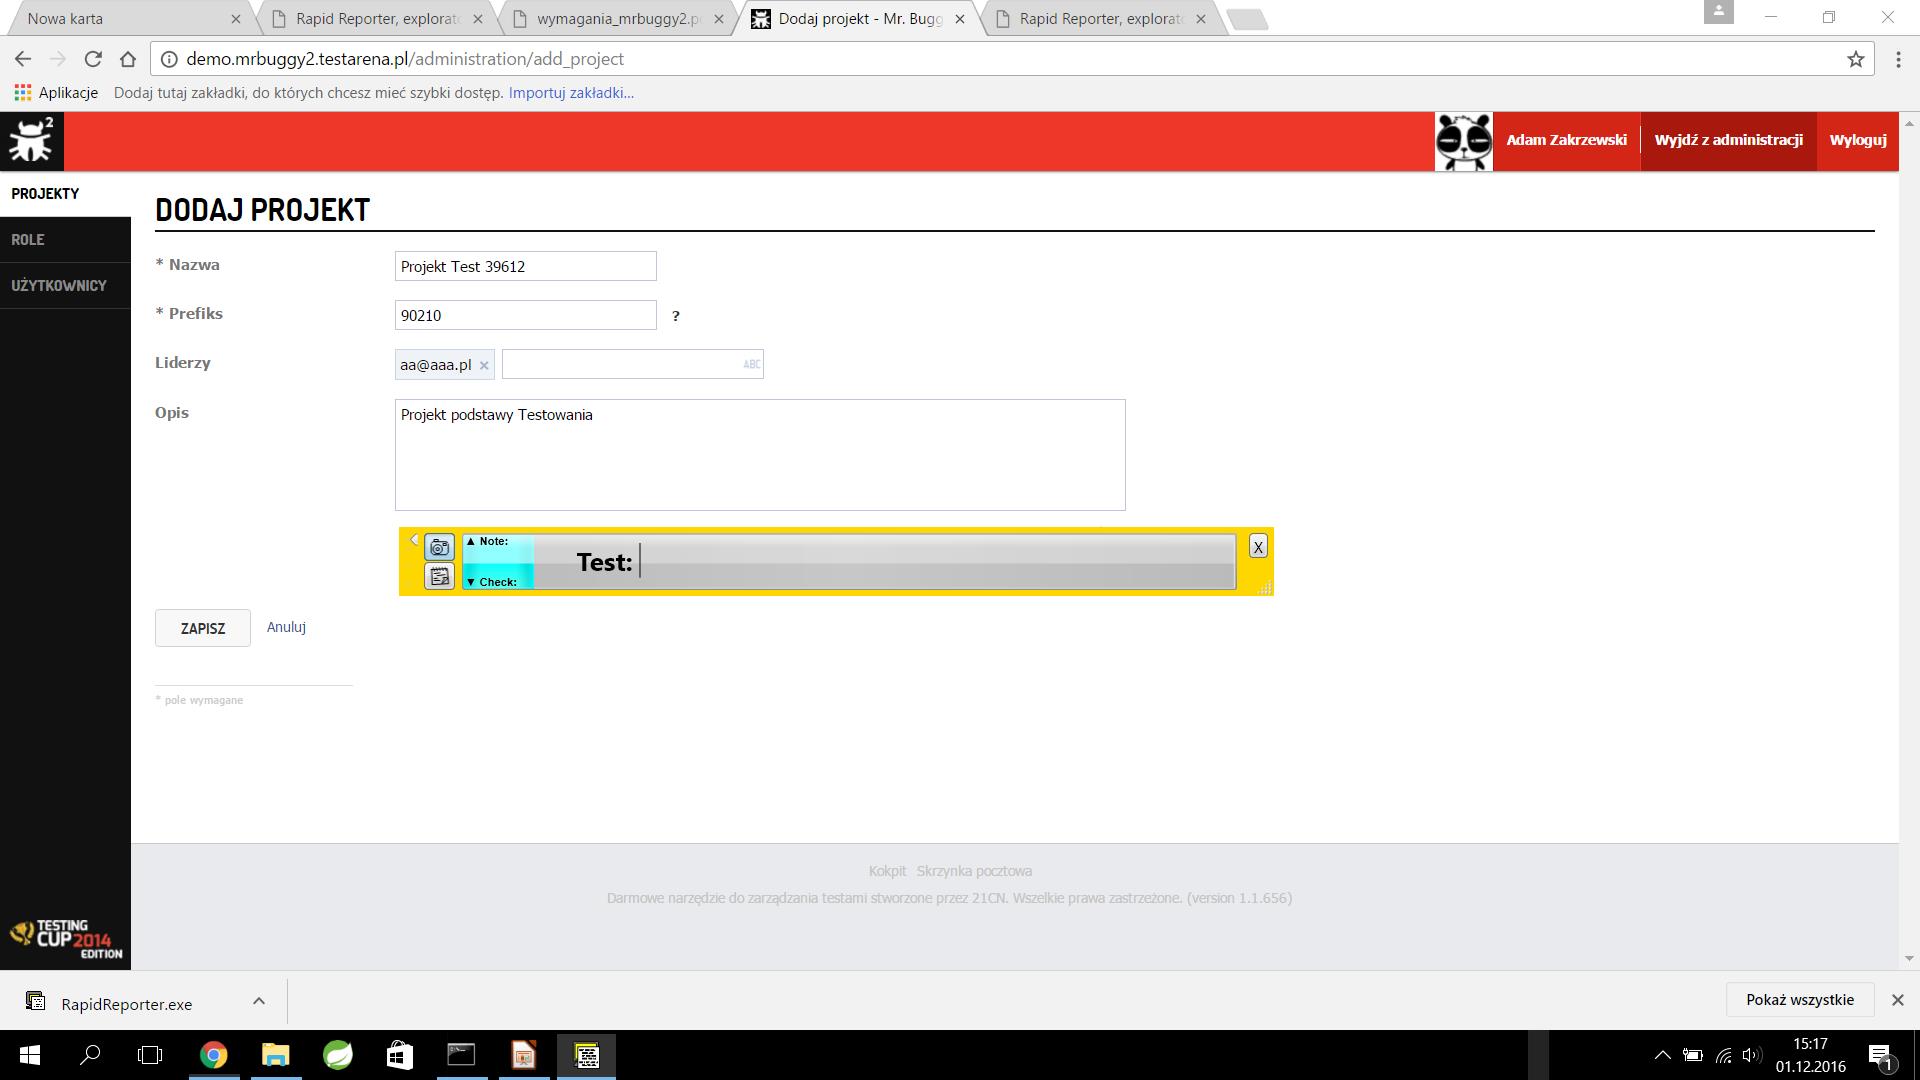 Nowa karta
Rapid Reporter, explorato
wymagania_mrbuggy2.p
Dodaj projekt - Mr. Bugg
Rapid Reporter, explorato
demo.mrbuggy2.testarena.pl/administration/add_project
Aplikacje Dodaj tutaj zakładki, do których chcesz mieć szybki dostęp. Importuj zakładki...
2
Adam Zakrzewski Wyjdź z administracji Wyloguj
PROJEKTY
ROLE
UŻYTKOWNICY
DODAJ PROJEKT
* Nazwa Projekt Test 39612
* Prefiks 90210 ?
Liderzy aa@aaa.pl × ABC
Opis Projekt podstawy Testowania
▲ Note:
Test:
▼ Check:
X
ZAPISZ Anuluj
* pole wymagane
Kokpit Skrzynka pocztowa
Darmowe narzędzie do zarządzania testami stworzone przez 21CN. Wszelkie prawa zastrzeżone. (version 1.1.656)
TESTING
CUP 2014
EDITION
RapidReporter.exe Pokaż wszystkie
15:17
01.12.2016
1